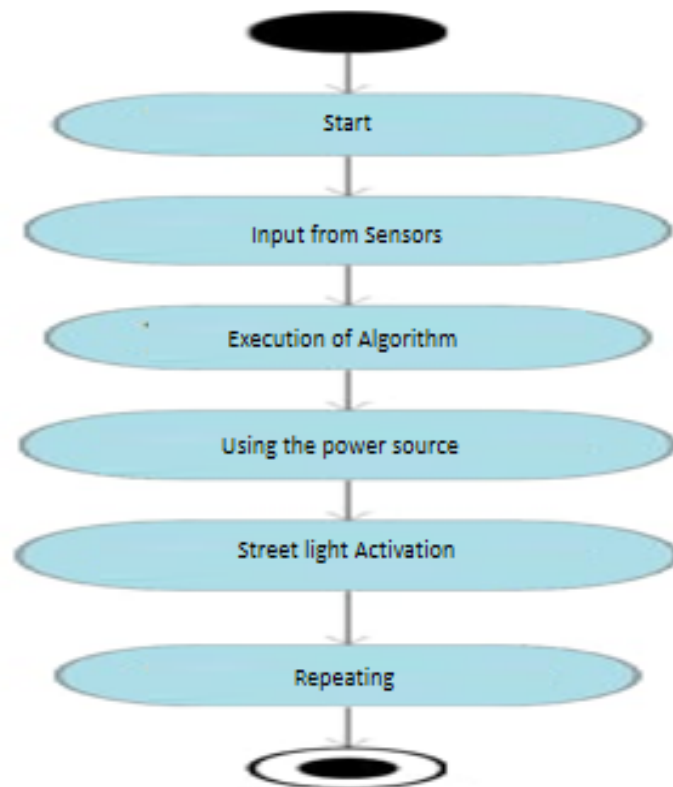 Start
Input from Sensors
Execution of Algorithm
Using the power source
Street light Activation
Repeating